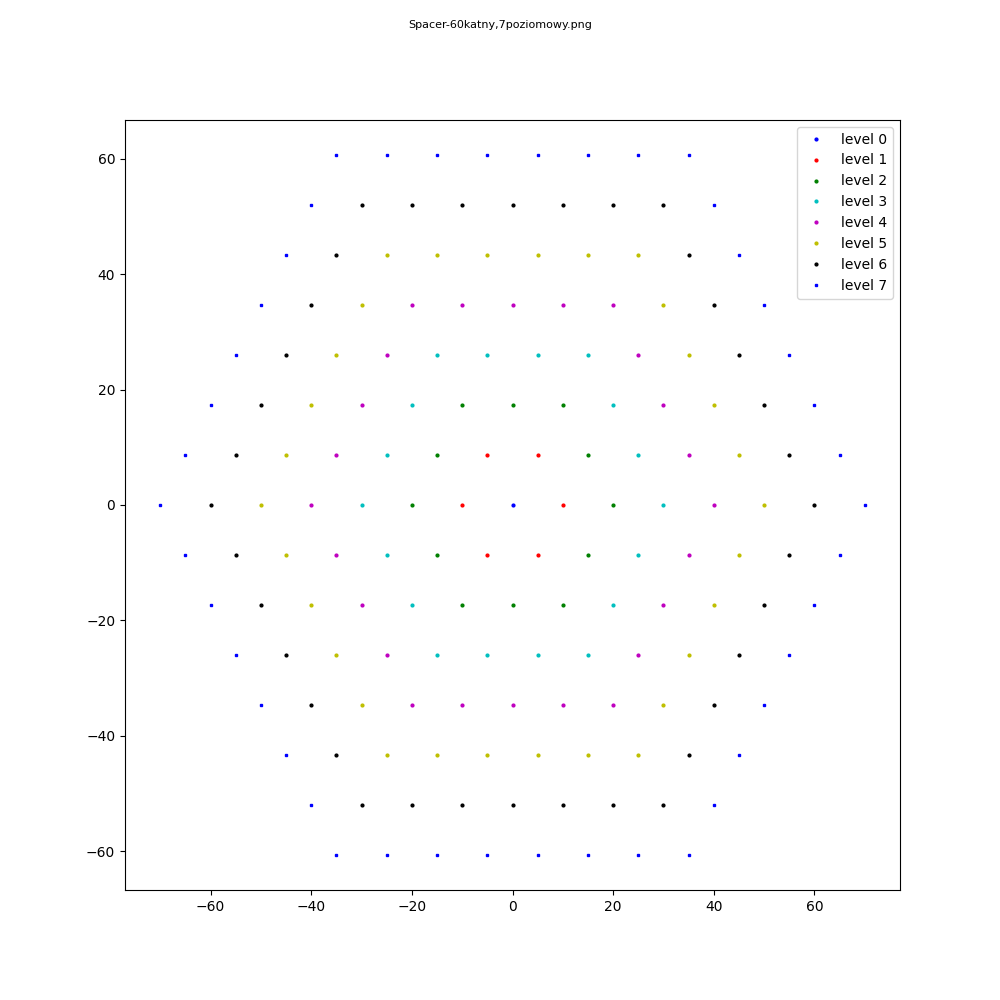 Spacer-60katny,7poziomowy.png
level 0
level 1
level 2
level 3
level 4
level 5
level 6
level 7
60
40
20
0
−20
−40
−60
−60 −40 −20 0 20 40 60